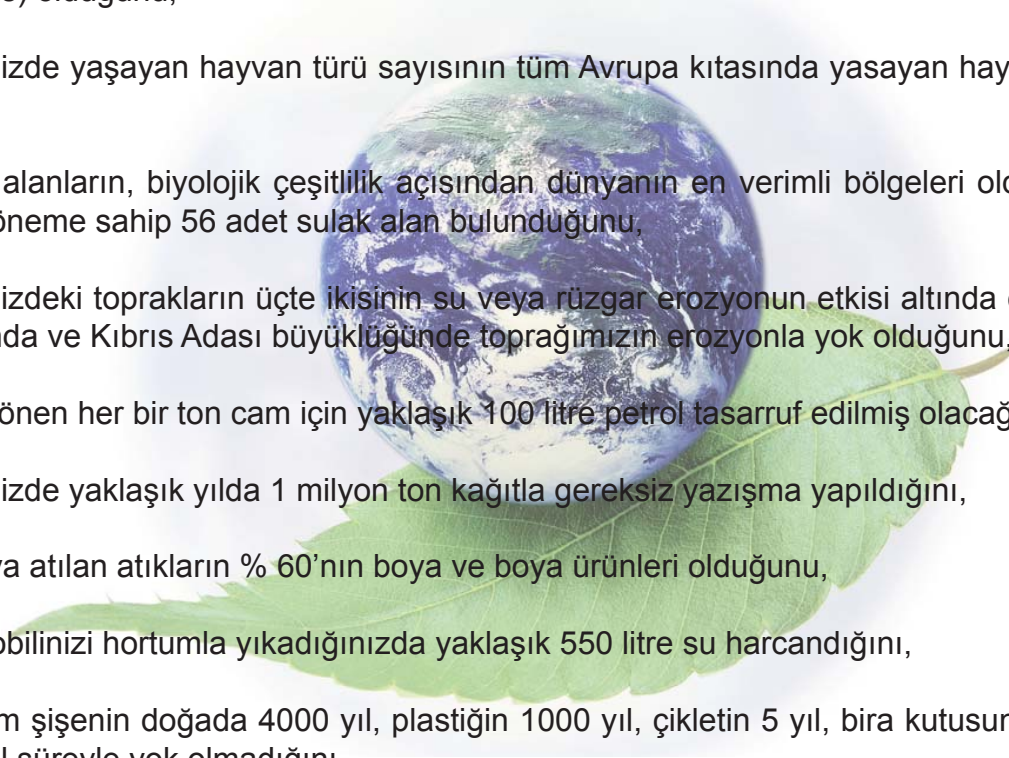 olduğunu,
izde yaşayan hayvan türü sayısının tüm Avrupa kıtasında yasayan hay
alanların, biyolojik çeşitlilik açısından dünyanın en verimli bölgeleri old
öneme sahip 56 adet sulak alan bulunduğunu,
izdeki toprakların üçte ikisinin su veya rüzgar erozyonun etkisi altında
da ve Kıbrıs Adası büyüklüğünde toprağımızın erozyonla yok olduğunu,
önen her bir ton cam için yaklaşık 100 litre petrol tasarruf edilmiş olacağ
izde yaklaşık yılda 1 milyon ton kağıtla gereksiz yazışma yapıldığını,
a atılan atıkların % 60’nın boya ve boya ürünleri olduğunu,
obilinizi hortumla yıkadığınızda yaklaşık 550 litre su harcandığını,
m şişenin doğada 4000 yıl, plastiğin 1000 yıl, çikletin 5 yıl, bira kutusun
süreyle yok olmadığını